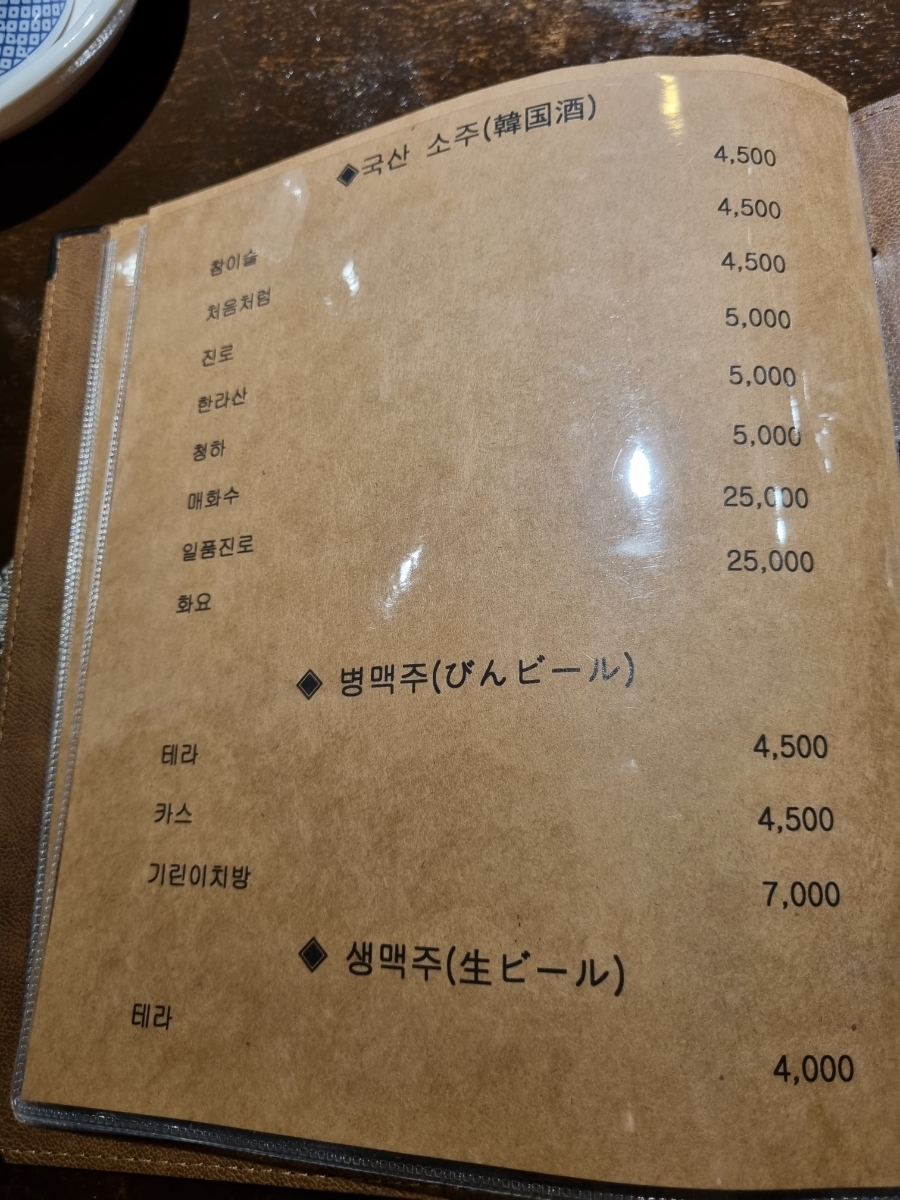 ◈국산 소주(韓国酒)
참이슬 4,500
처음처럼 4,500
진로 4,500
한라산 5,000
청하 5,000
매화수 5,000
일품진로 25,000
화요 25,000
◈ 병맥주(びんビール)
테라 4,500
카스 4,500
기린이치방 7,000
◈ 생맥주(生ビール)
테라 4,000